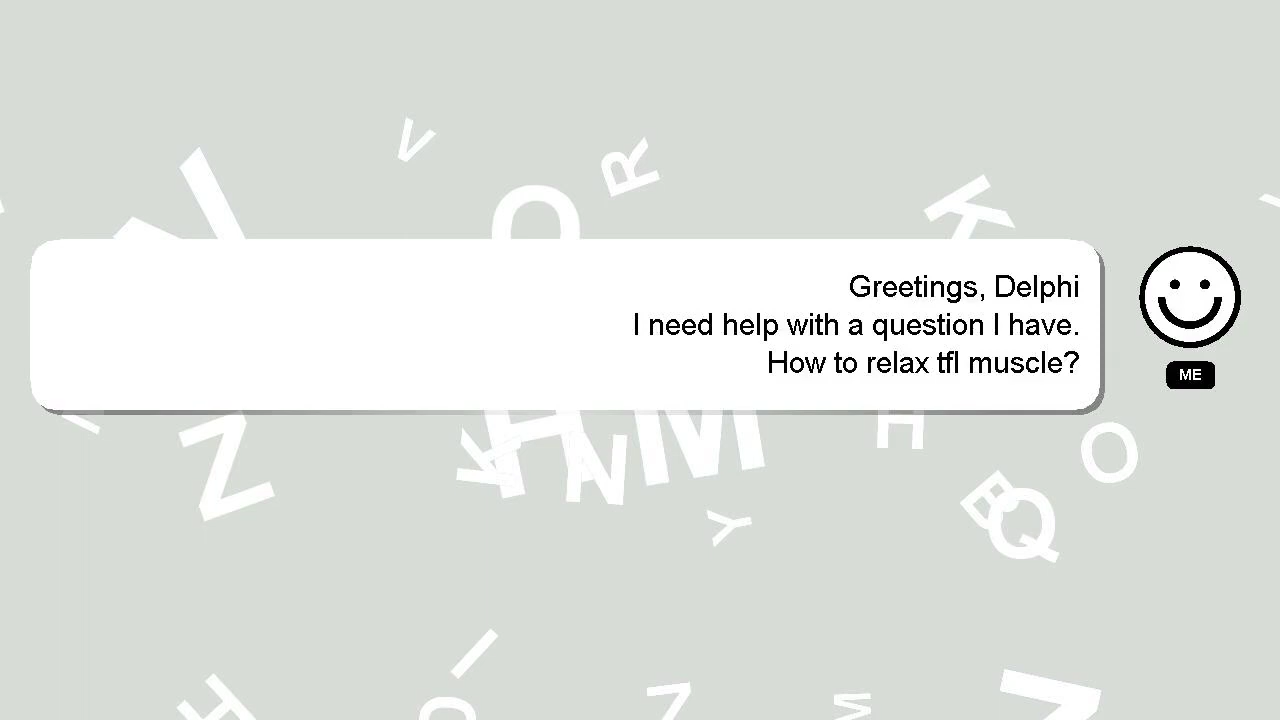 Greetings, Delphi
I need help with a question I have.
How to relax tfl muscle?
ME
V
R
K
O
H
K
N
M
H
O
Z
B
Q
Y
I
H
O
N
M